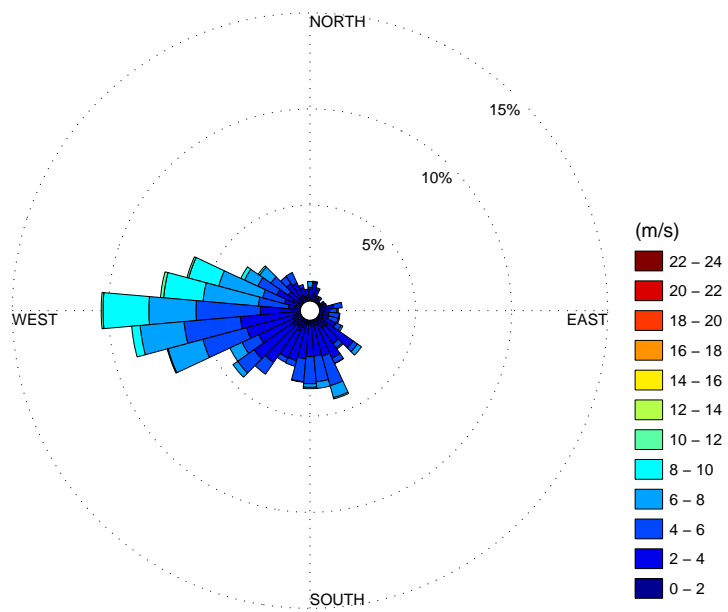 NORTH
15%
10%
5%
WEST
EAST
SOUTH
(m/s)
22 – 24
20 – 22
18 – 20
16 – 18
14 – 16
12 – 14
10 – 12
8 – 10
6 – 8
4 – 6
2 – 4
0 – 2